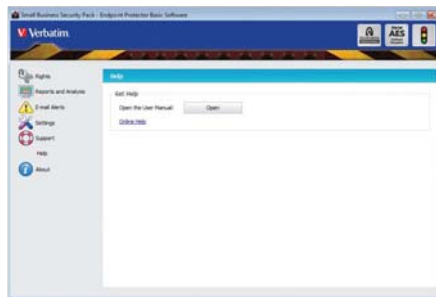 Small Business Security Pack - Endpoint Protector Basic Software
Verbatim
AES
Rights
Reports and Analysis
E-mail Alerts
Settings
Support
Help
About
Help
Get Help
Open the User Manual:
Open
Online Help